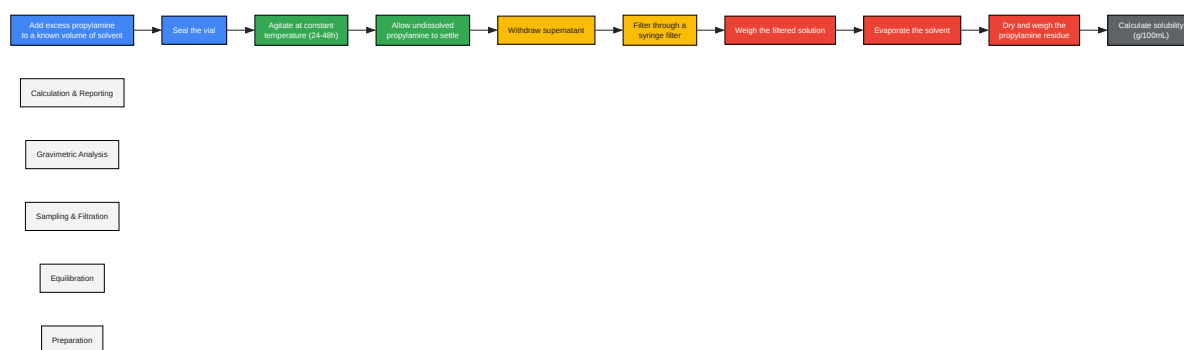 Add excess propylamine
to a known volume of solvent
Seal the vial
Agitate at constant
temperature (24-48h)
Allow undissolved
propylamine to settle
Withdraw supernatant
Filter through a
syringe filter
Weigh the filtered solution
Evaporate the solvent
Dry and weigh the
propylamine residue
Calculate solubility
(g/100mL)
Calculation & Reporting
Gravimetric Analysis
Sampling & Filtration
Equilibration
Preparation